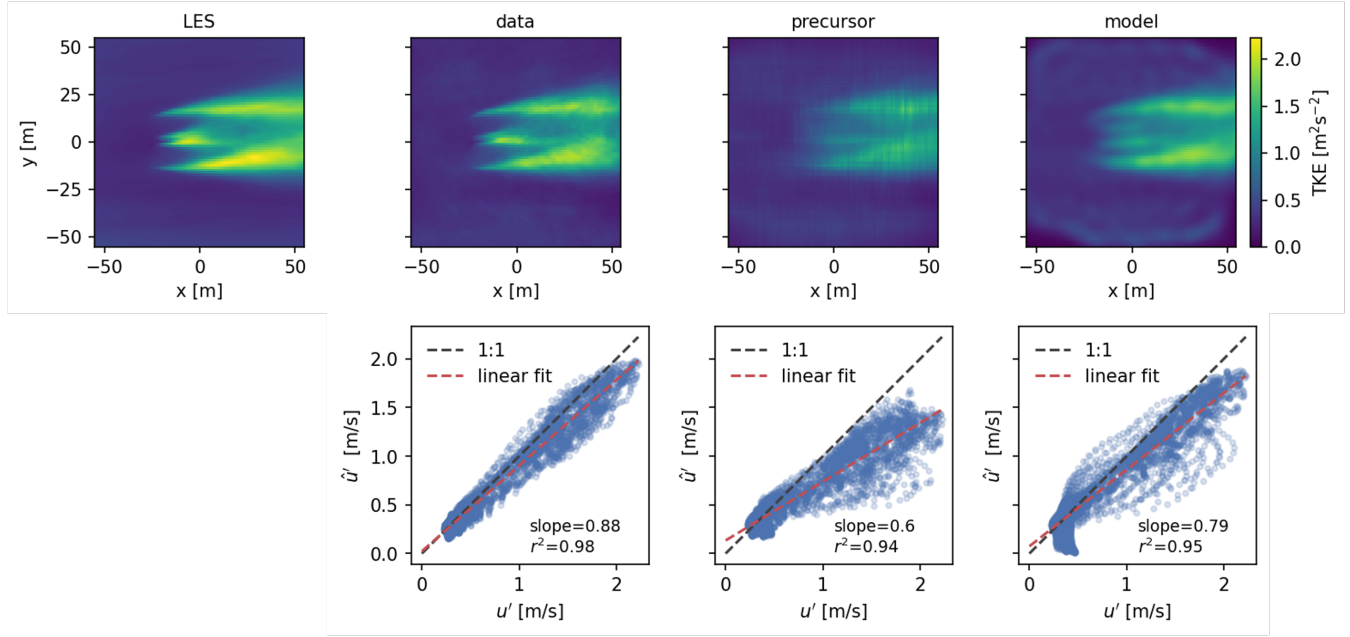 LES
data
precursor
model
50
25
0
−25
−50
y [m]
−50 0 50
x [m]
−50 0 50
x [m]
−50 0 50
x [m]
−50 0 50
x [m]
2.0
1.5
1.0
0.5
0.0
TKE [m²s⁻²]
2.0
1.5
1.0
0.5
0.0
û′ [m/s]
1:1
linear fit
slope=0.88
r²=0.98
0 1 2
u′ [m/s]
û′ [m/s]
1:1
linear fit
slope=0.6
r²=0.94
0 1 2
u′ [m/s]
û′ [m/s]
1:1
linear fit
slope=0.79
r²=0.95
0 1 2
u′ [m/s]